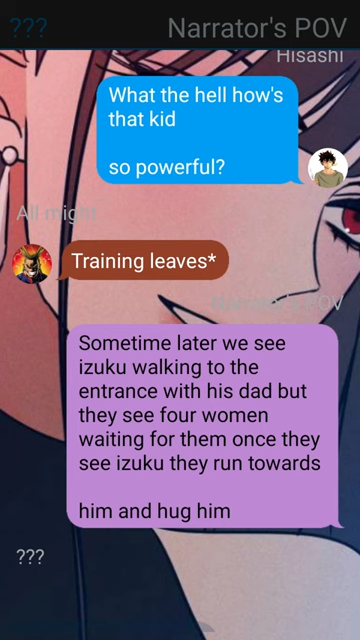 ??? Narrator's POV
Hisashi
What the hell how's
that kid
so powerful?
All might
Training leaves*
Narrator's POV
Sometime later we see
izuku walking to the
entrance with his dad but
they see four women
waiting for them once they
see izuku they run towards
him and hug him
???